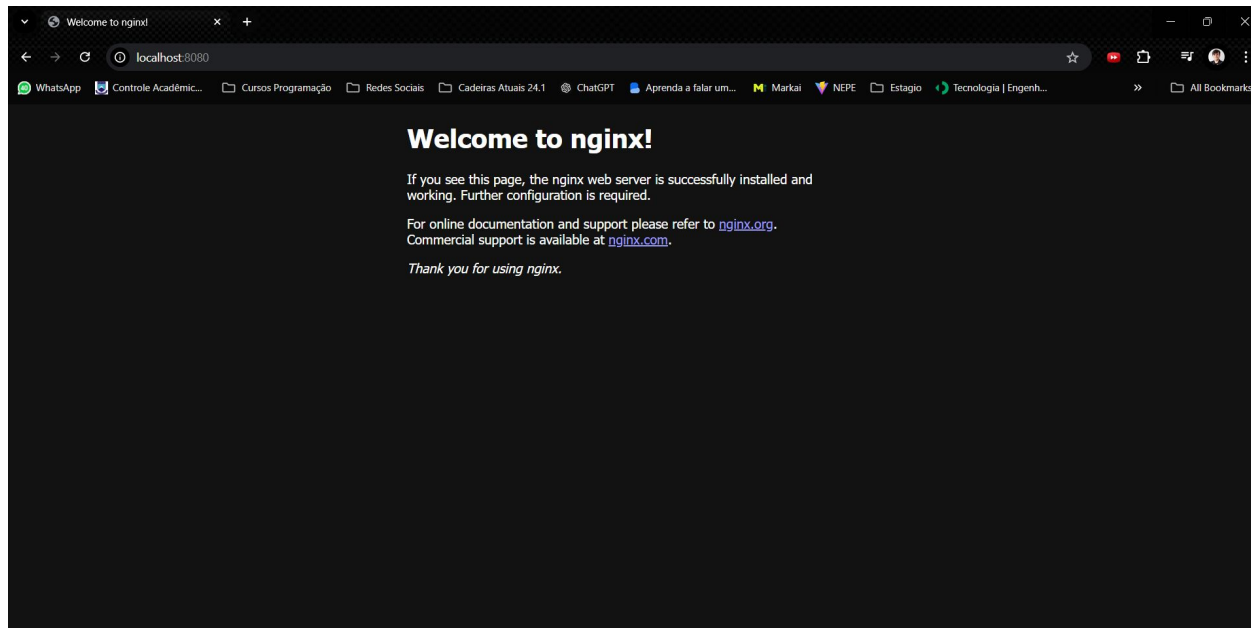 Welcome to nginx!
localhost:8080
WhatsApp Controle Acadêmic... Cursos Programação Redes Sociais Cadeiras Atuais 24.1 ChatGPT Aprenda a falar um... Markai NEPE Estagio Tecnologia | Engenh... » All Bookmarks
Welcome to nginx!
If you see this page, the nginx web server is successfully installed and
working. Further configuration is required.
For online documentation and support please refer to nginx.org.
Commercial support is available at nginx.com.
Thank you for using nginx.